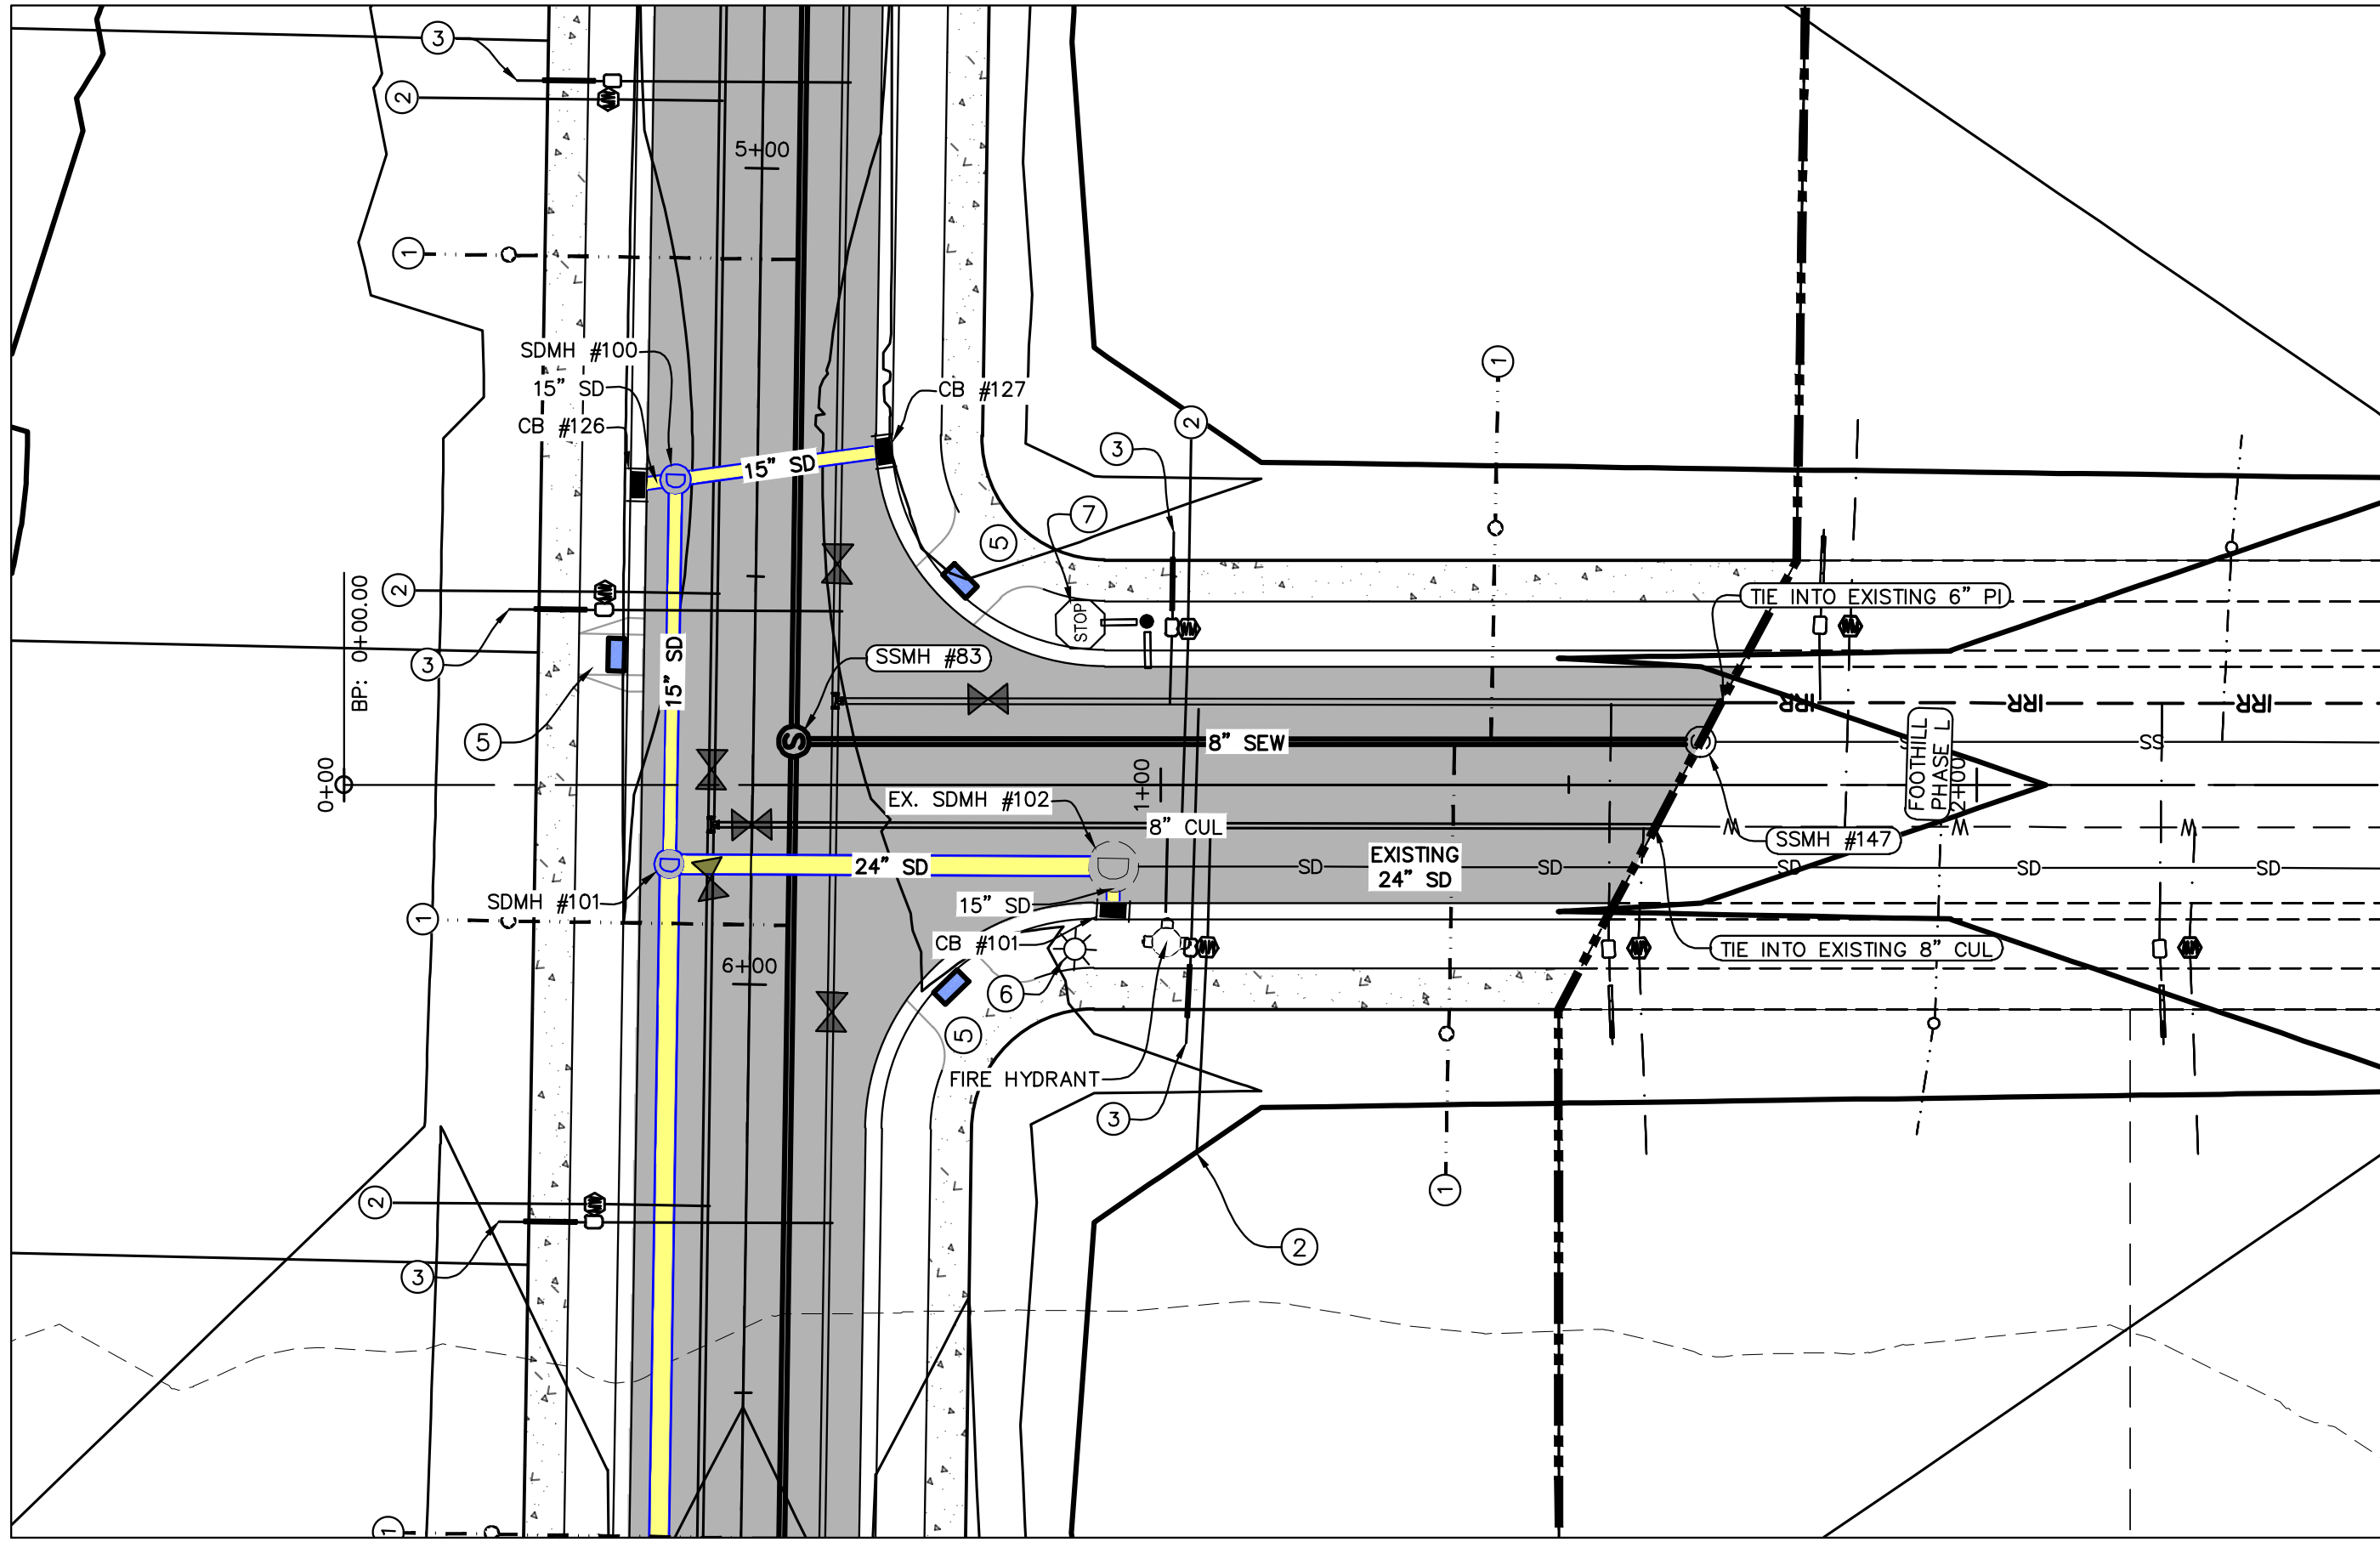 3
2
5+00
1
SDMH #100
15" SD
CB #126
CB #127
15" SD
1
2
3
7
5
STOP
2
BP: 0+00.00
3
15" SD
SSMH #83
TIE INTO EXISTING 6" PI
IRR
IRR
IRR
5
8" SEW
SS
SS
0+00
EX. SDMH #102
1+00
8" CUL
FOOTHILL
PHASE L
2+00
W
W
W
SSMH #147
24" SD
SD
EXISTING
24" SD
SD
SD
SD
SD
SDMH #101
1
15" SD
CB #101
6+00
6
TIE INTO EXISTING 8" CUL
5
FIRE HYDRANT
3
1
2
2
3
1
S
D
D
D
W
W
W
W
W
W
W
W